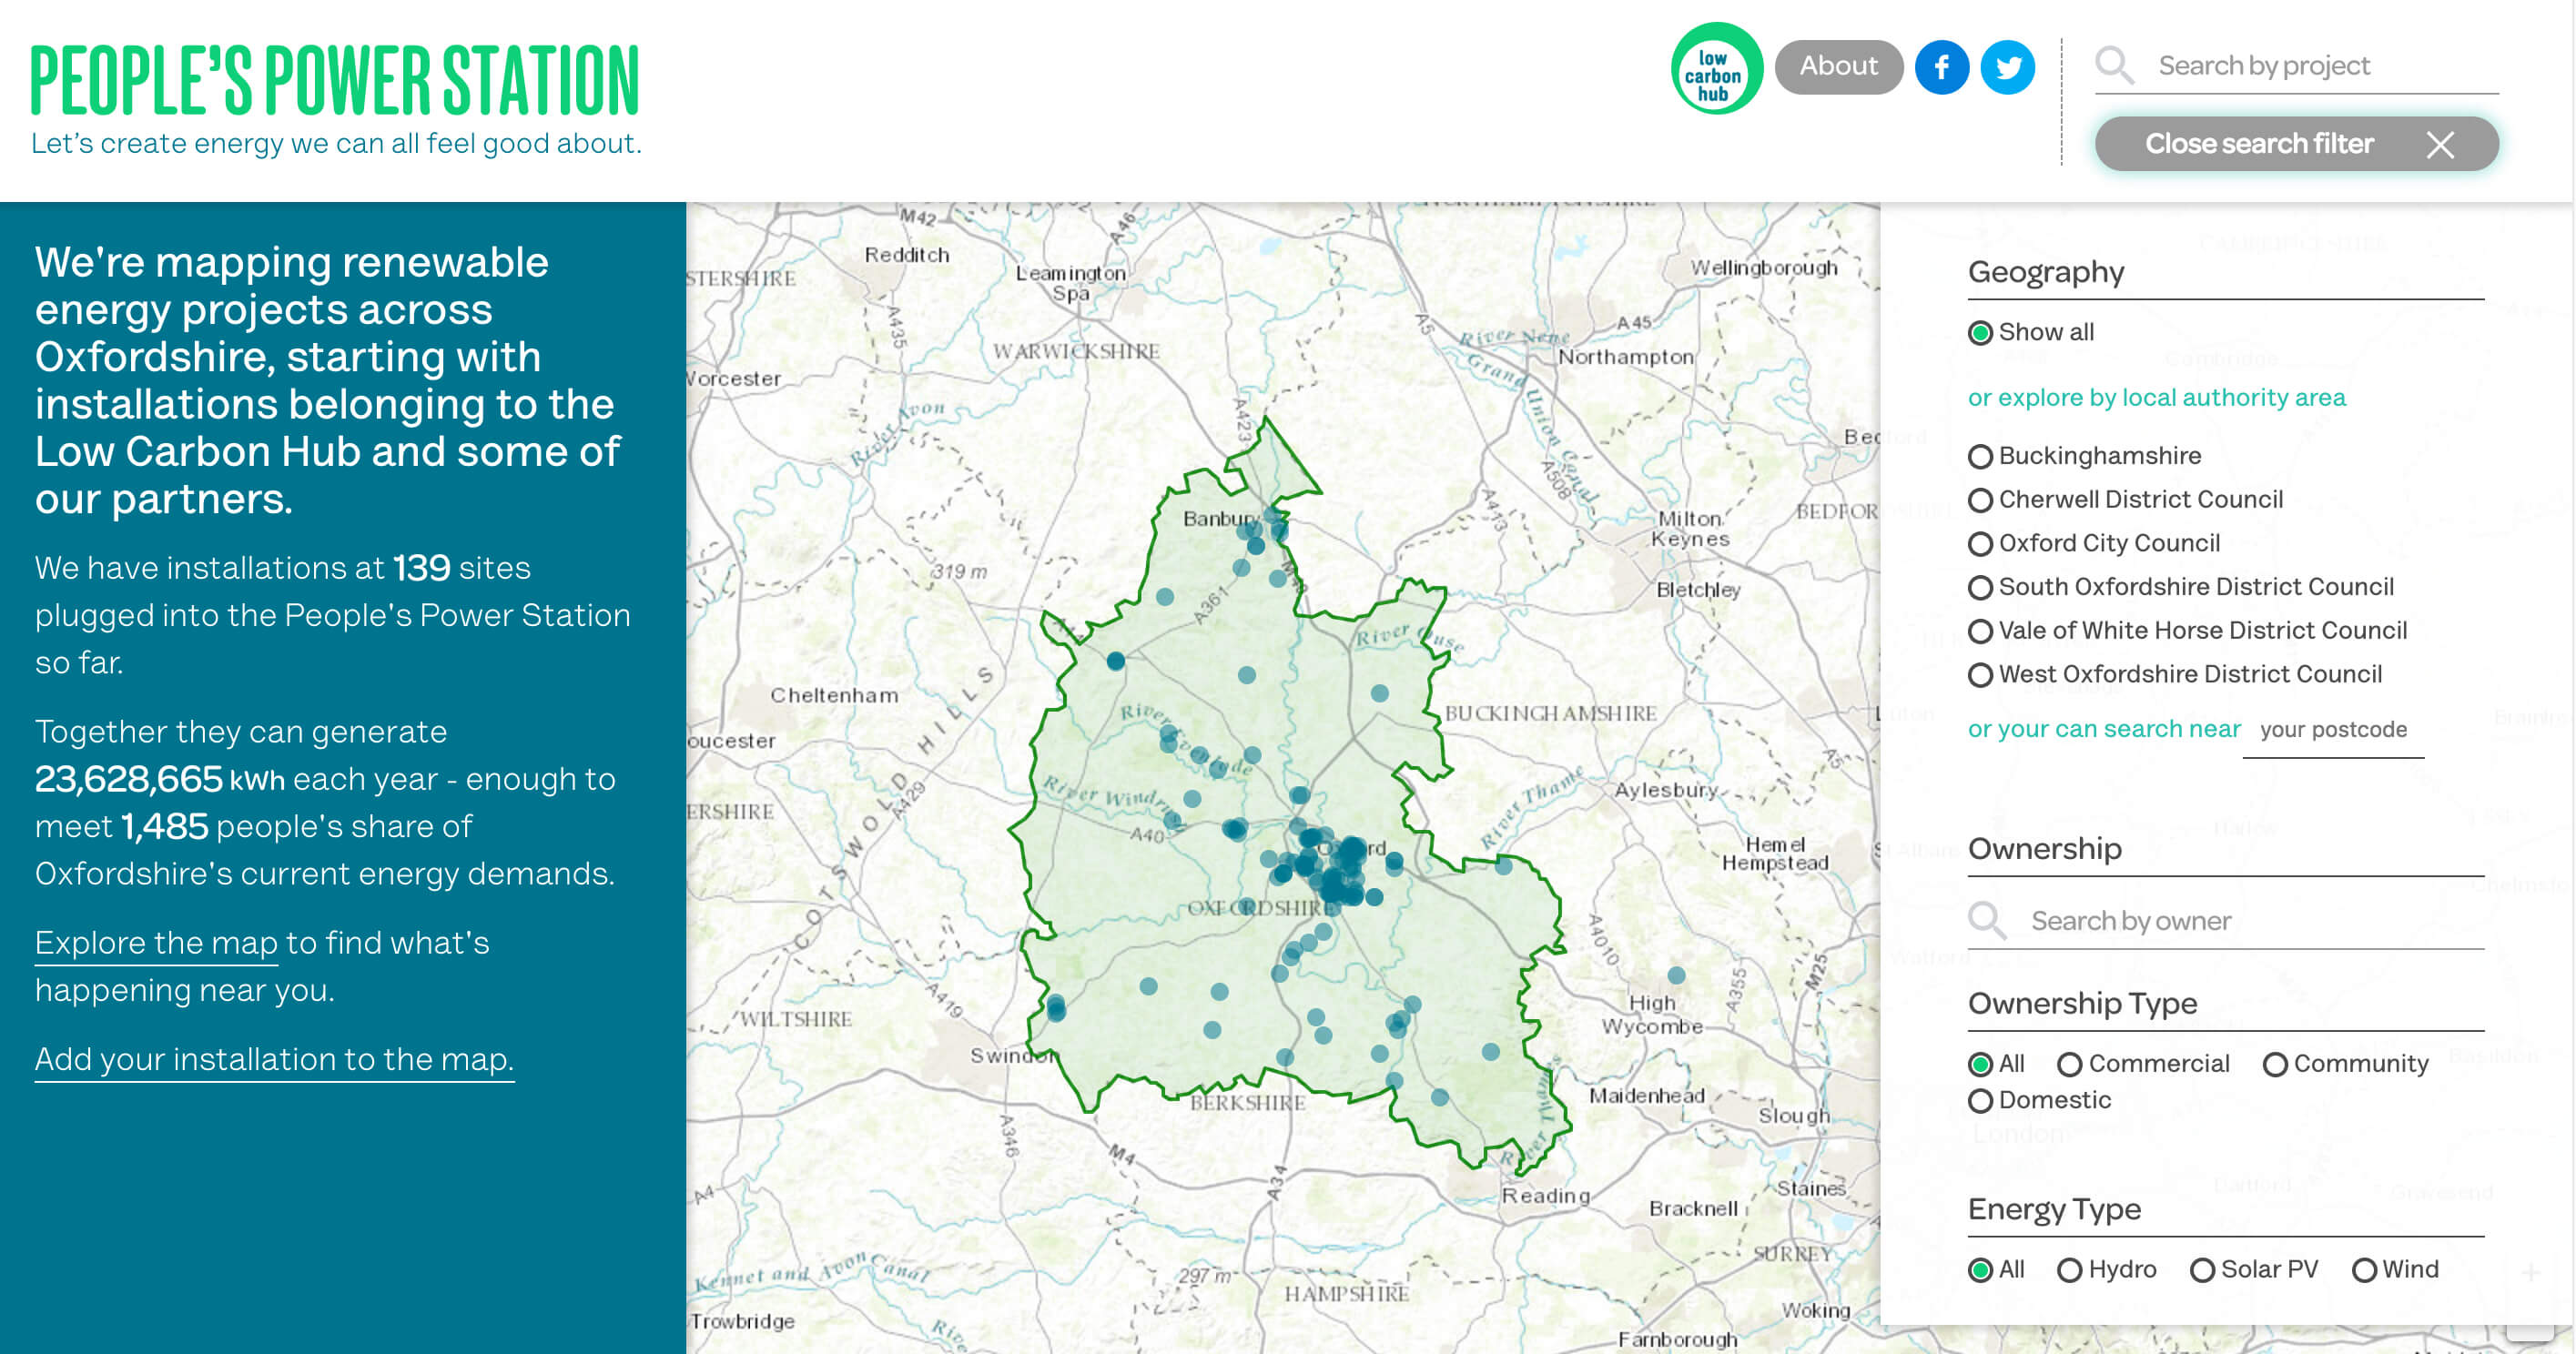 PEOPLE'S POWER STATION
Let's create energy we can all feel good about.
low
carbon
hub
About
Search by project
Close search filter
We're mapping renewable
energy projects across
Oxfordshire, starting with
installations belonging to the
Low Carbon Hub and some of
our partners.
We have installations at 139 sites
plugged into the People's Power Station
so far.
Together they can generate
23,628,665 kWh each year - enough to
meet 1,485 people's share of
Oxfordshire's current energy demands.
Explore the map to find what's
happening near you.
Add your installation to the map.
M42
A46
Redditch
Leamington
Spa
STERSHIRE
A435
WARWICKSHIRE
Worcester
River Avon
A423
A5
River Nene
A45
Wellingborough
Northampton
Grand Union Canal
A508
A413
Banbury
319 m
A361
M40
Milton
Keynes
BEDFOR
Bletchley
River Ouse
Cheltenham
COTSWOLD HILLS
oucester
River Evenlode
BUCKINGHAMSHIRE
A429
ERSHIRE
River Windrush
A40
River Thame
Aylesbury
A5
Hemel
Hempstead
OXFORDSHIRE
A4010
A355
M25
High
Wycombe
WILTSHIRE
A419
Swindon
BERKSHIRE
River Thames
Maidenhead
Slough
A346
M4
A34
A4
Reading
Bracknell
Staines
SURREY
Kennet and Avon Canal
297 m
HAMPSHIRE
Trowbridge
Woking
Farnborough
Geography
Show all
or explore by local authority area
Buckinghamshire
Cherwell District Council
Oxford City Council
South Oxfordshire District Council
Vale of White Horse District Council
West Oxfordshire District Council
or your can search near your postcode
Ownership
Search by owner
Ownership Type
All Commercial Community
Domestic
London
Energy Type
All Hydro Solar PV Wind